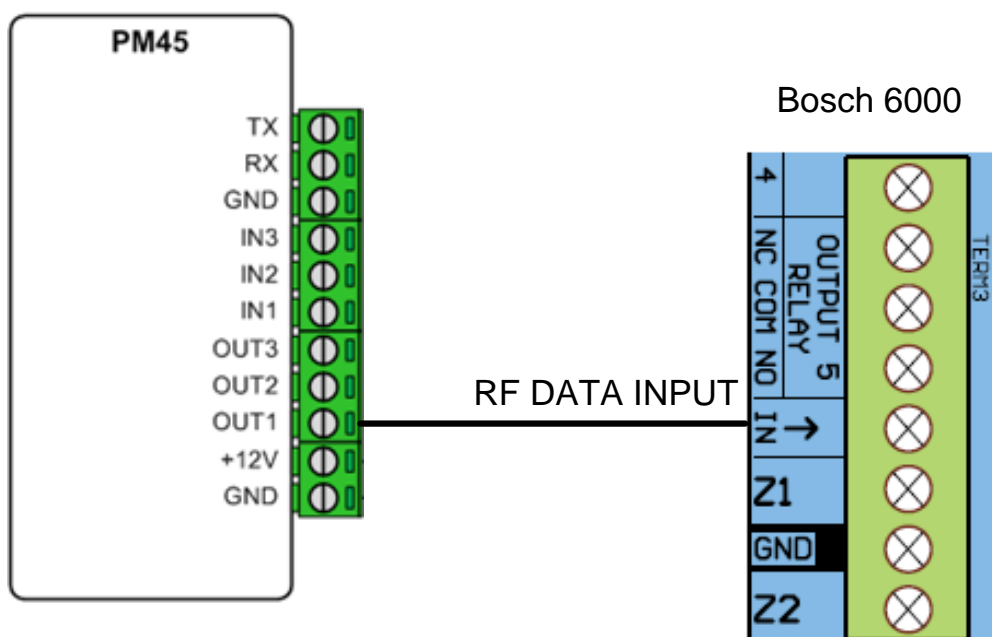 PM45
TX
RX
GND
IN3
IN2
IN1
OUT3
OUT2
OUT1
+12V
GND
RF DATA INPUT
Bosch 6000
4
NC COM NO
OUTPUT 5
RELAY
IN →
Z1
GND
Z2
TERM3